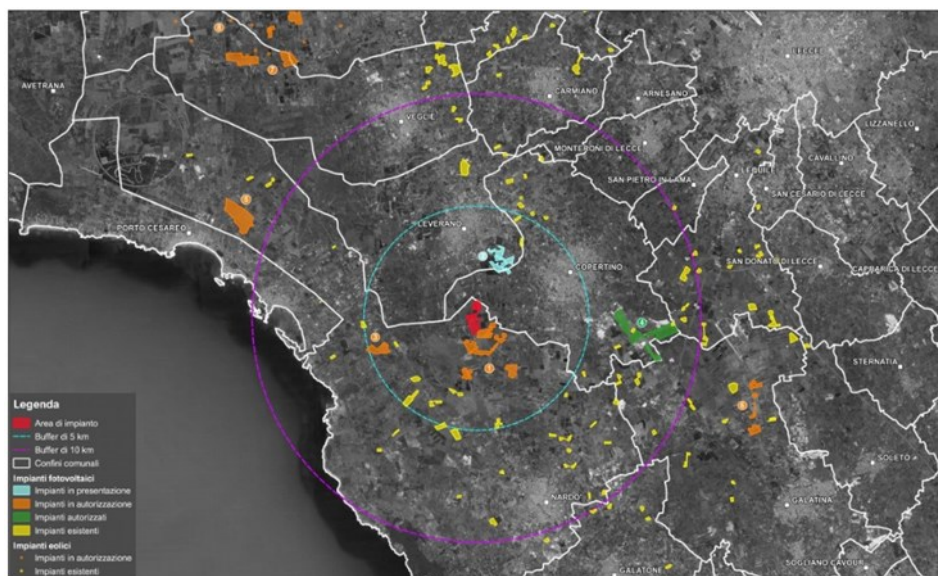 LECCE
AVETRANA
CARMIANO
ARNESANO
VEGLIE
LIZZANELLO
MONTERONI DI LECCE
CAVALLINO
LEQUILE
SAN PIETRO IN LAMA
SAN CESARIO DI LECCE
PORTO CESAREO
LEVERANO
COPERTINO
SAN DONATO DI LECCE
CAPRARICA DI LECCE
STERNATIA
SOLETO
NARDO'
GALATINA
GALATONE
SOGLIANO CAVOUR
Legenda
Area di impianto
Buffer di 5 km
Buffer di 10 km
Confini comunali
Impianti fotovoltaici
Impianti in presentazione
Impianti in autorizzazione
Impianti autorizzati
Impianti esistenti
Impianti eolici
Impianti in autorizzazione
Impianti esistenti